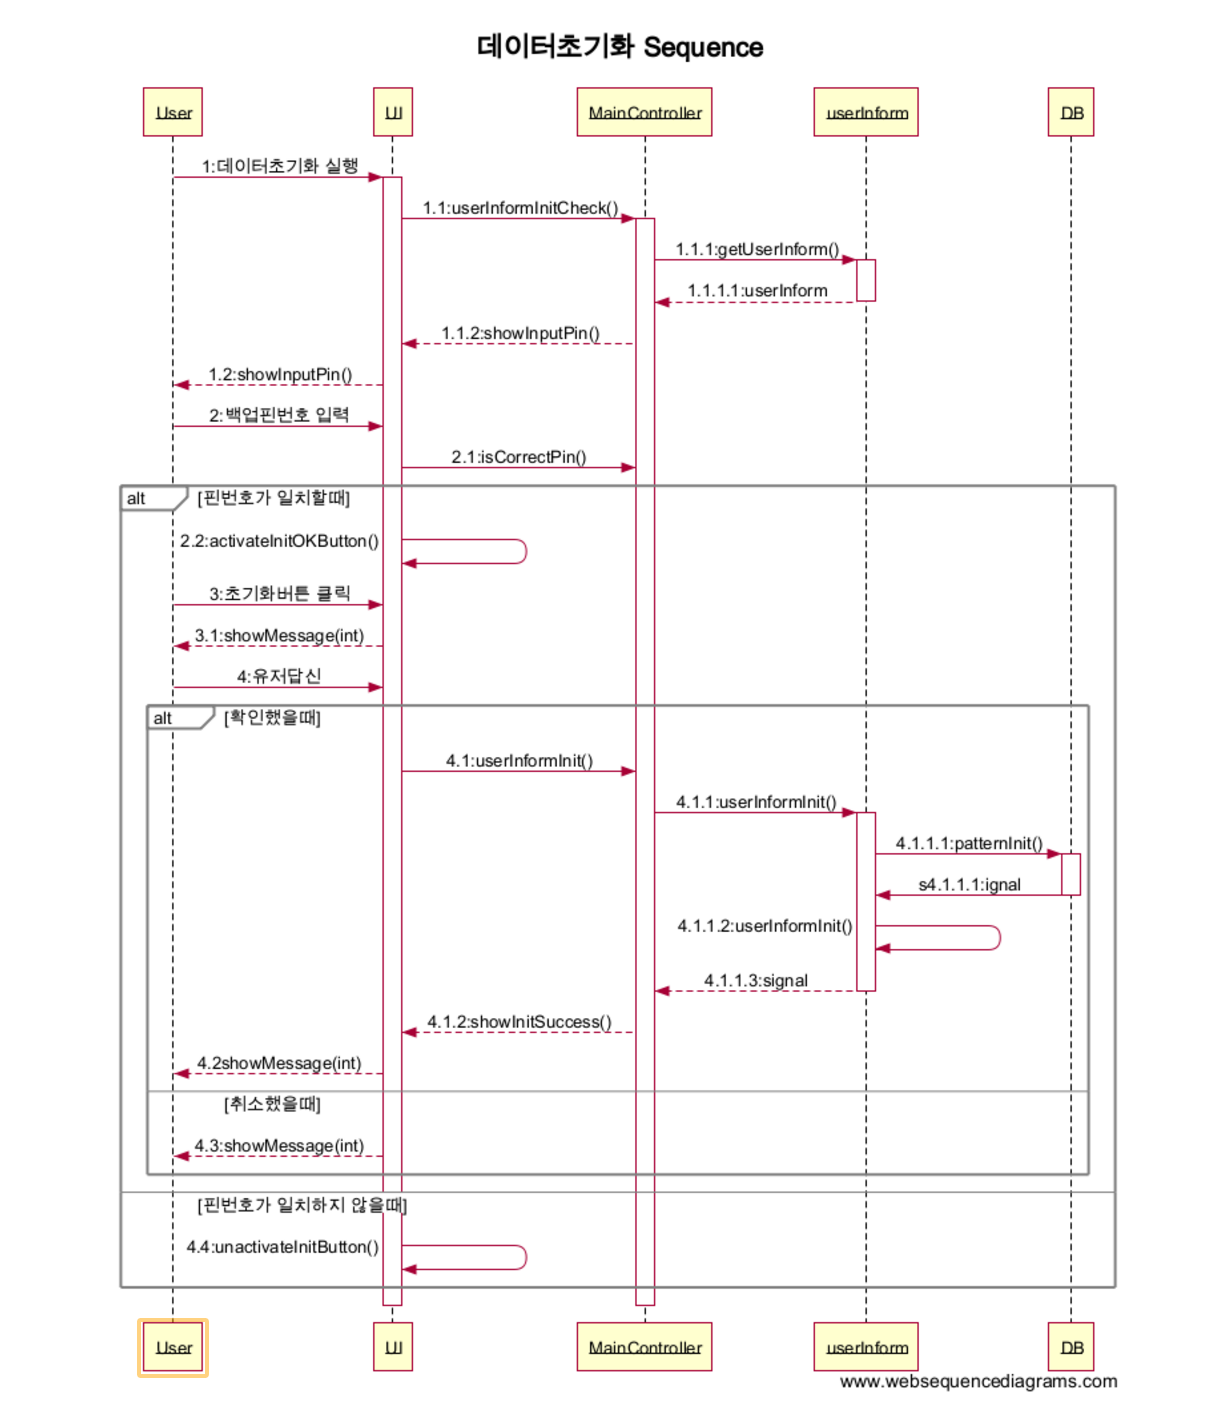 데이터초기화 Sequence
User
UI
MainController
userInform
DB
1:데이터초기화 실행
1.1:userInformInitCheck()
1.1.1:getUserInform()
1.1.1.1:userInform
1.1.2:showInputPin()
1.2:showInputPin()
2:백업핀번호 입력
2.1:isCorrectPin()
alt [핀번호가 일치할때]
2.2:activateInitOKButton()
3:초기화버튼 클릭
3.1:showMessage(int)
4:유저답신
alt [확인했을때]
4.1:userInformInit()
4.1.1:userInformInit()
4.1.1.1:patternInit()
s4.1.1.1:ignal
4.1.1.2:userInformInit()
4.1.1.3:signal
4.1.2:showInitSuccess()
4.2showMessage(int)
[취소했을때]
4.3:showMessage(int)
[핀번호가 일치하지 않을때]
4.4:unactivateInitButton()
User
UI
MainController
userInform
DB
www.websequencediagrams.com